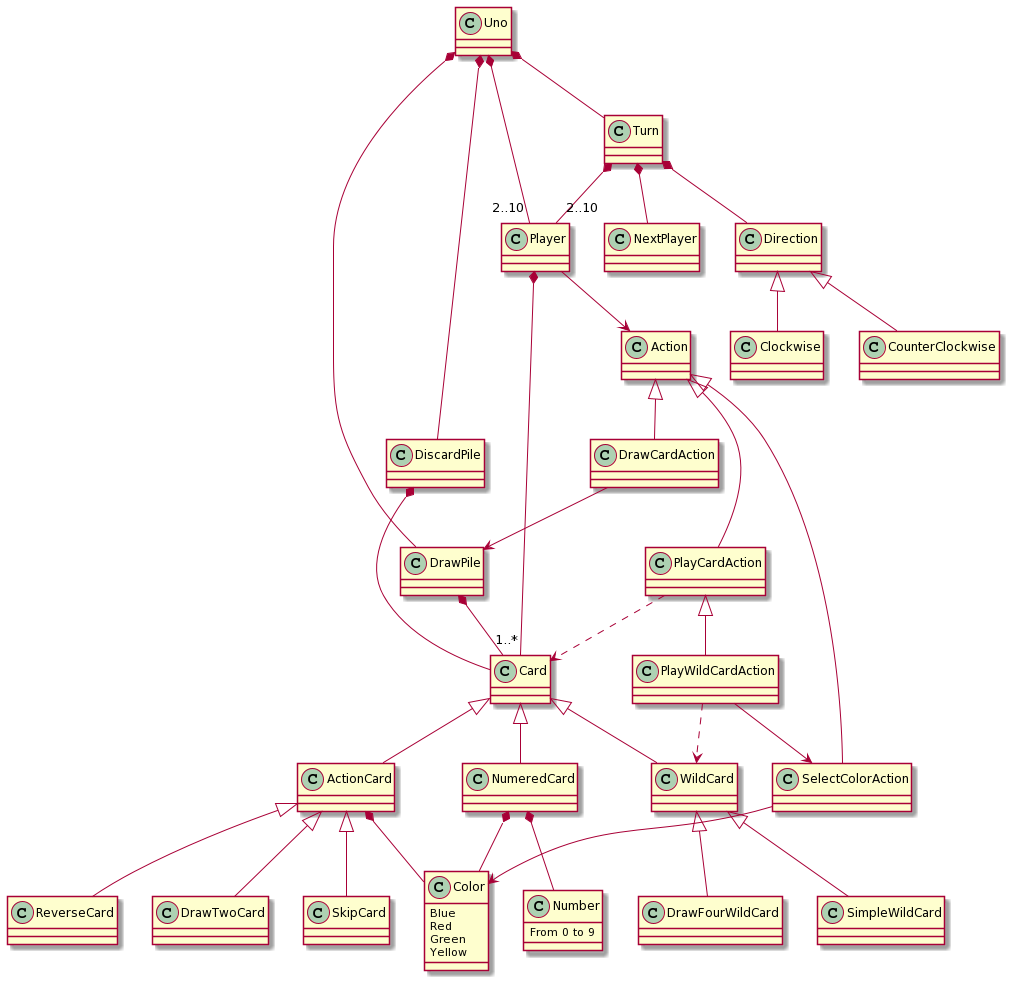 C Uno
C Turn
2..10
2..10
C Player
C NextPlayer
C Direction
C Action
C Clockwise
C CounterClockwise
C DiscardPile
C DrawCardAction
C DrawPile
C PlayCardAction
1..*
C Card
C PlayWildCardAction
C ActionCard
C NumeredCard
C WildCard
C SelectColorAction
C ReverseCard
C DrawTwoCard
C SkipCard
C Color
Blue
Red
Green
Yellow
C Number
From 0 to 9
C DrawFourWildCard
C SimpleWildCard